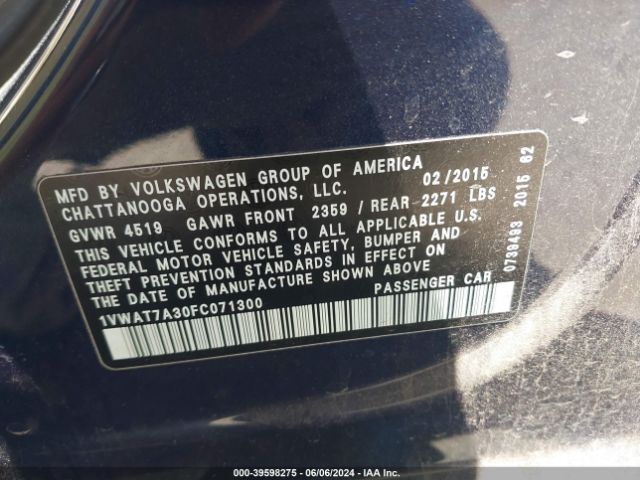 MFD BY VOLKSWAGEN GROUP OF AMERICA
CHATTANOOGA OPERATIONS, LLC. 02/2015
GVWR 4519 GAWR FRONT 2359 / REAR 2271 LBS
THIS VEHICLE CONFORMS TO ALL APPLICABLE U.S.
FEDERAL MOTOR VEHICLE SAFETY, BUMPER AND
THEFT PREVENTION STANDARDS IN EFFECT ON
THE DATE OF MANUFACTURE SHOWN ABOVE
1VWAT7A30FC071300 PASSENGER CAR
0739493 2015 62
000-39598275 - 06/06/2024 - IAA Inc.